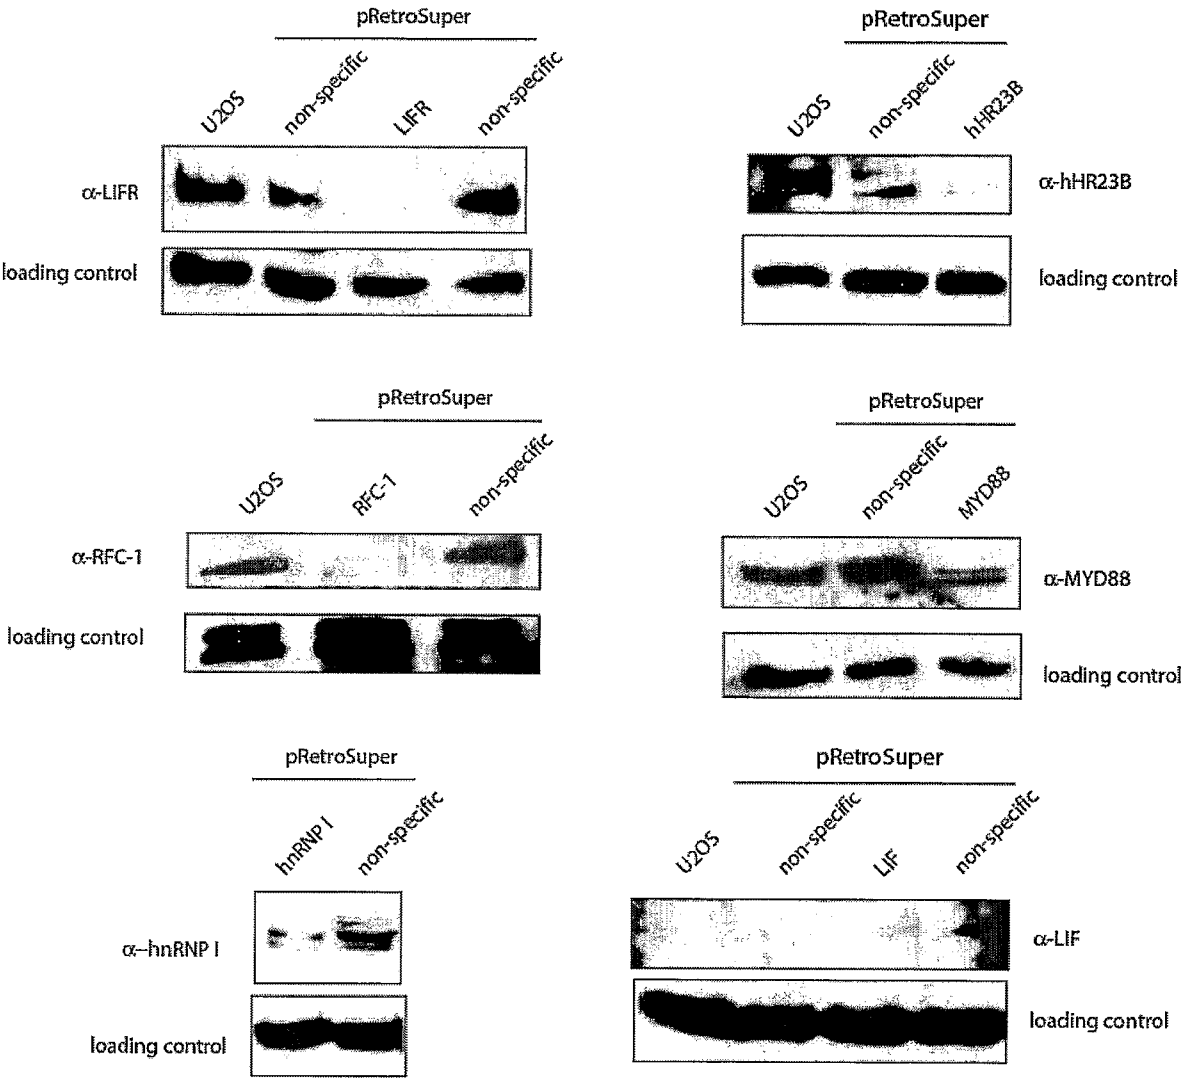 pRetroSuper
U2OS
non-specific
LIFR
non-specific
α-LIFR
loading control
pRetroSuper
U2OS
non-specific
hHR23B
α-hHR23B
loading control
pRetroSuper
U2OS
RFC-1
non-specific
α-RFC-1
loading control
pRetroSuper
U2OS
non-specific
MYD88
α-MYD88
loading control
pRetroSuper
hnRNP I
non-specific
α--hnRNP I
loading control
pRetroSuper
U2OS
non-specific
LIF
non-specific
α-LIF
loading control